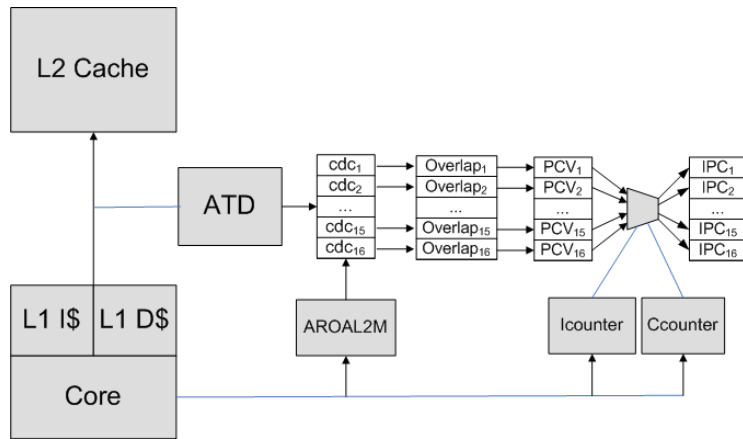 L2 Cache
ATD
cdc₁
cdc₂
...
cdc₁₅
cdc₁₆
Overlap₁
Overlap₂
...
Overlap₁₅
Overlap₁₆
PCV₁
PCV₂
...
PCV₁₅
PCV₁₆
IPC₁
IPC₂
...
IPC₁₅
IPC₁₆
L1 I$
L1 D$
AROAL2M
Icounter
Ccounter
Core